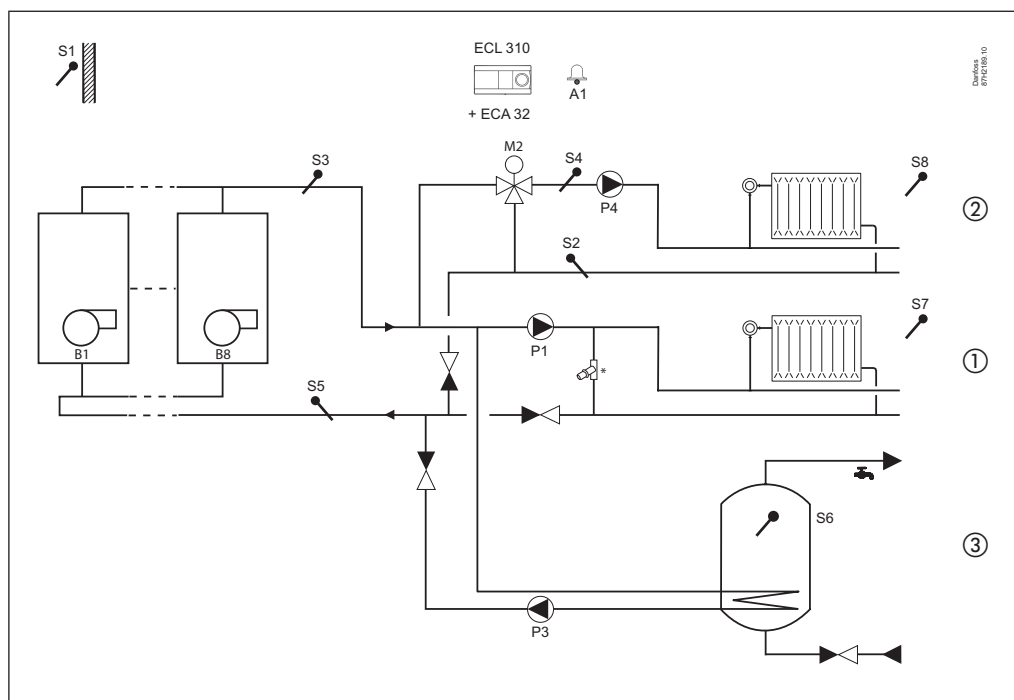 S1
ECL 310
A1
+ ECA 32
Danfoss
87H2189.10
M2
S3
S4
S8
P4
②
S2
S7
B1
B8
P1
*
①
S5
S6
③
P3